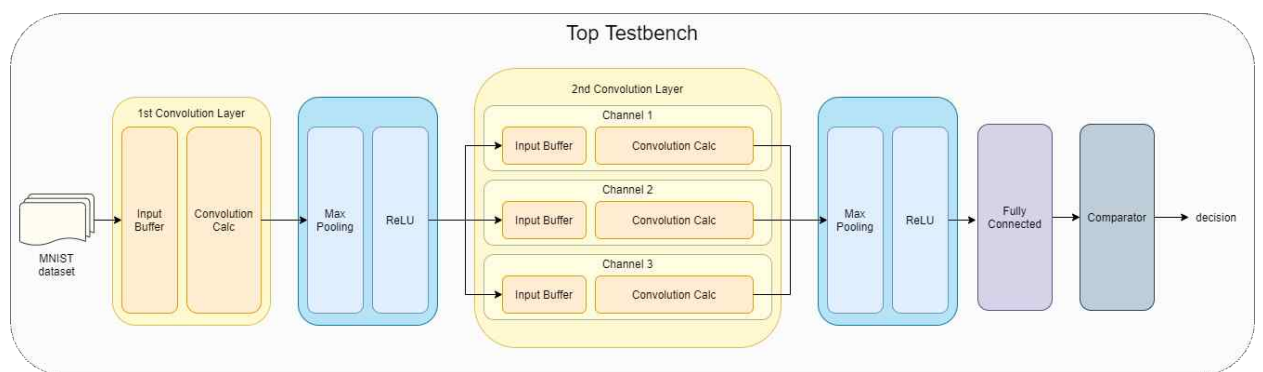 Top Testbench
1st Convolution Layer
Input
Buffer
Convolution
Calc
MNIST
dataset
Max
Pooling
ReLU
2nd Convolution Layer
Channel 1
Input Buffer
Convolution Calc
Channel 2
Input Buffer
Convolution Calc
Channel 3
Input Buffer
Convolution Calc
Max
Pooling
ReLU
Fully
Connected
Comparator
decision